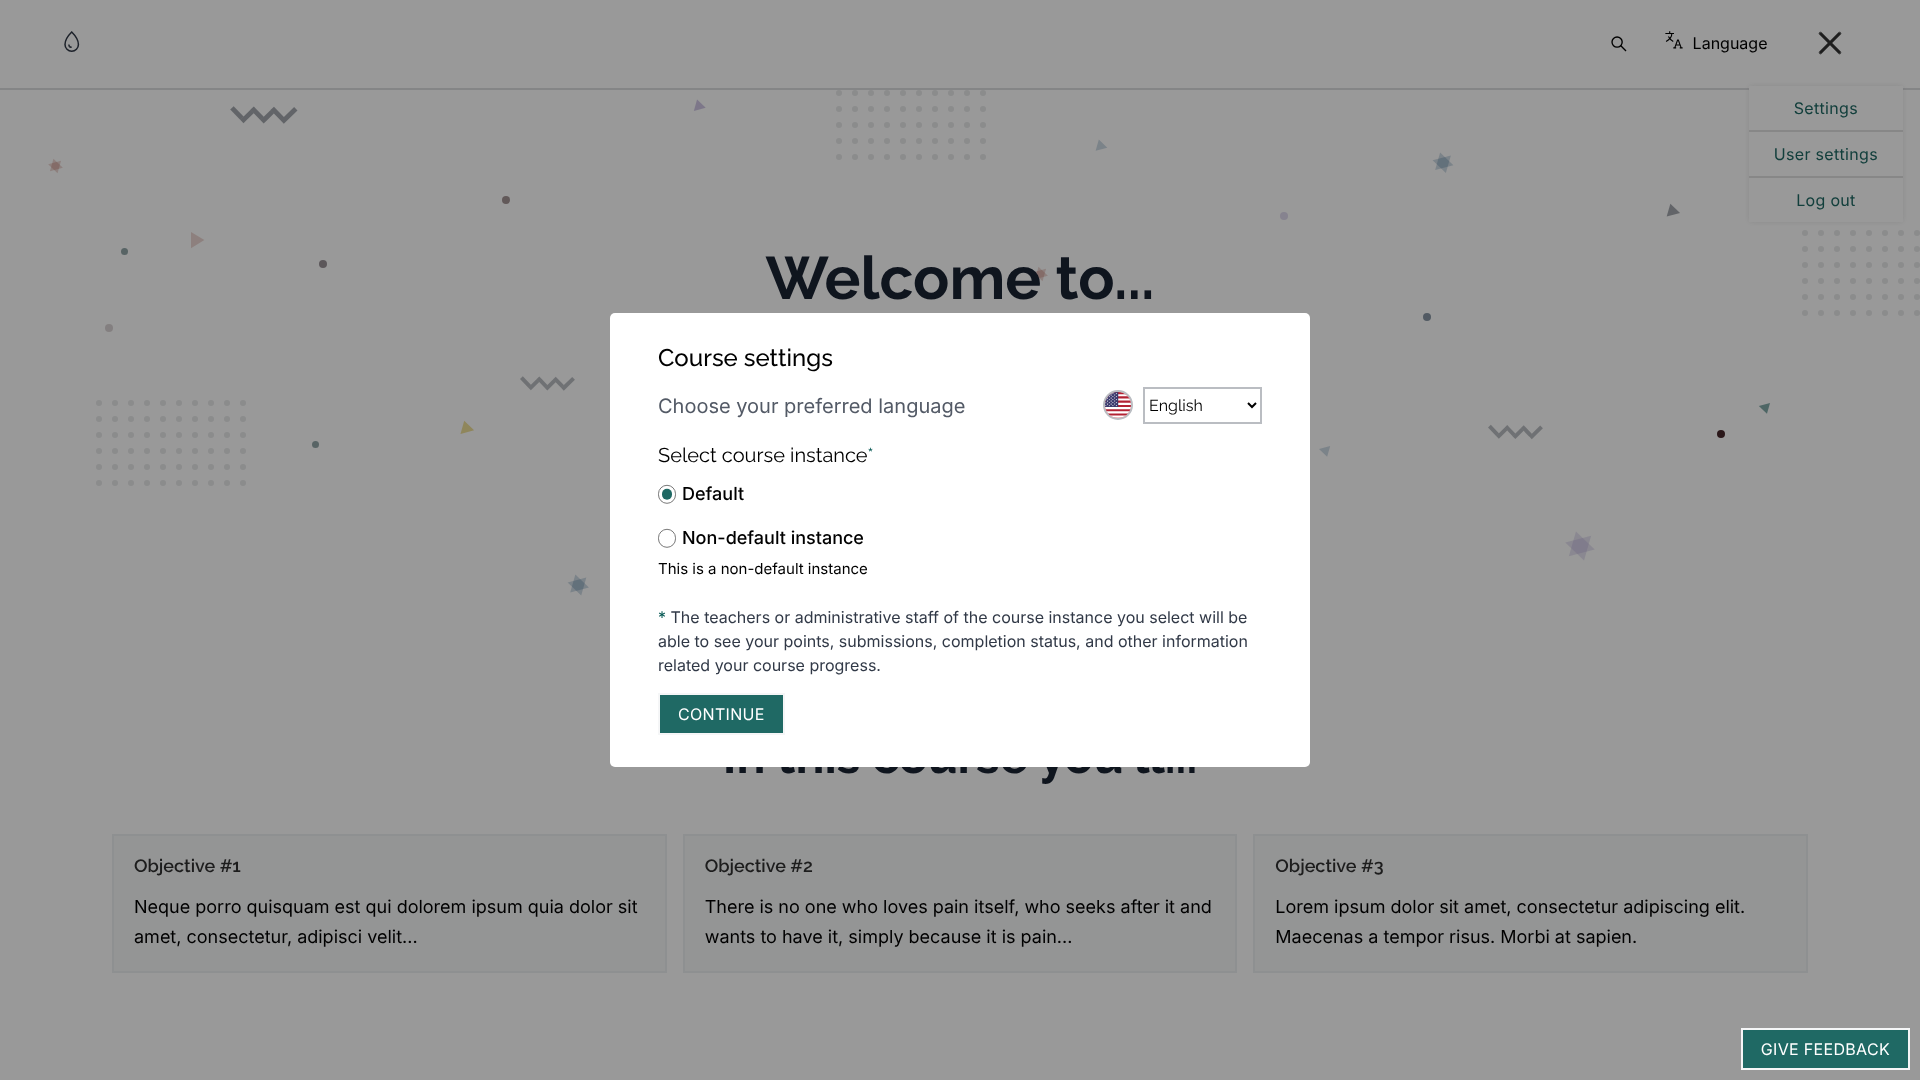 Language
Settings
User settings
Log out
Welcome to...
Course settings
Choose your preferred language
English
Select course instance*
Default
Non-default instance
This is a non-default instance
* The teachers or administrative staff of the course instance you select will be
able to see your points, submissions, completion status, and other information
related your course progress.
CONTINUE
In this course you'll...
Objective #1
Neque porro quisquam est qui dolorem ipsum quia dolor sit
amet, consectetur, adipisci velit...
Objective #2
There is no one who loves pain itself, who seeks after it and
wants to have it, simply because it is pain...
Objective #3
Lorem ipsum dolor sit amet, consectetur adipiscing elit.
Maecenas a tempor risus. Morbi at sapien.
GIVE FEEDBACK